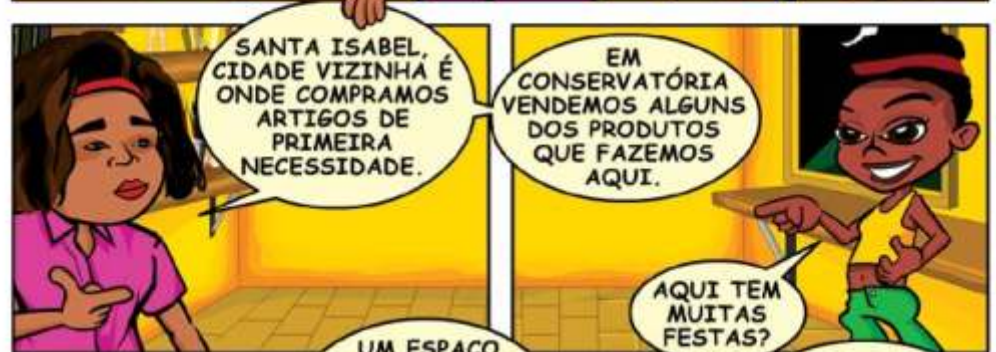 SANTA ISABEL,
CIDADE VIZINHA É
ONDE COMPRAMOS
ARTIGOS DE
PRIMEIRA
NECESSIDADE.
EM
CONSERVATÓRIA
VENDEMOS ALGUNS
DOS PRODUTOS
QUE FAZEMOS
AQUI.
AQUI TEM
MUITAS
FESTAS?
UM ESPAÇO